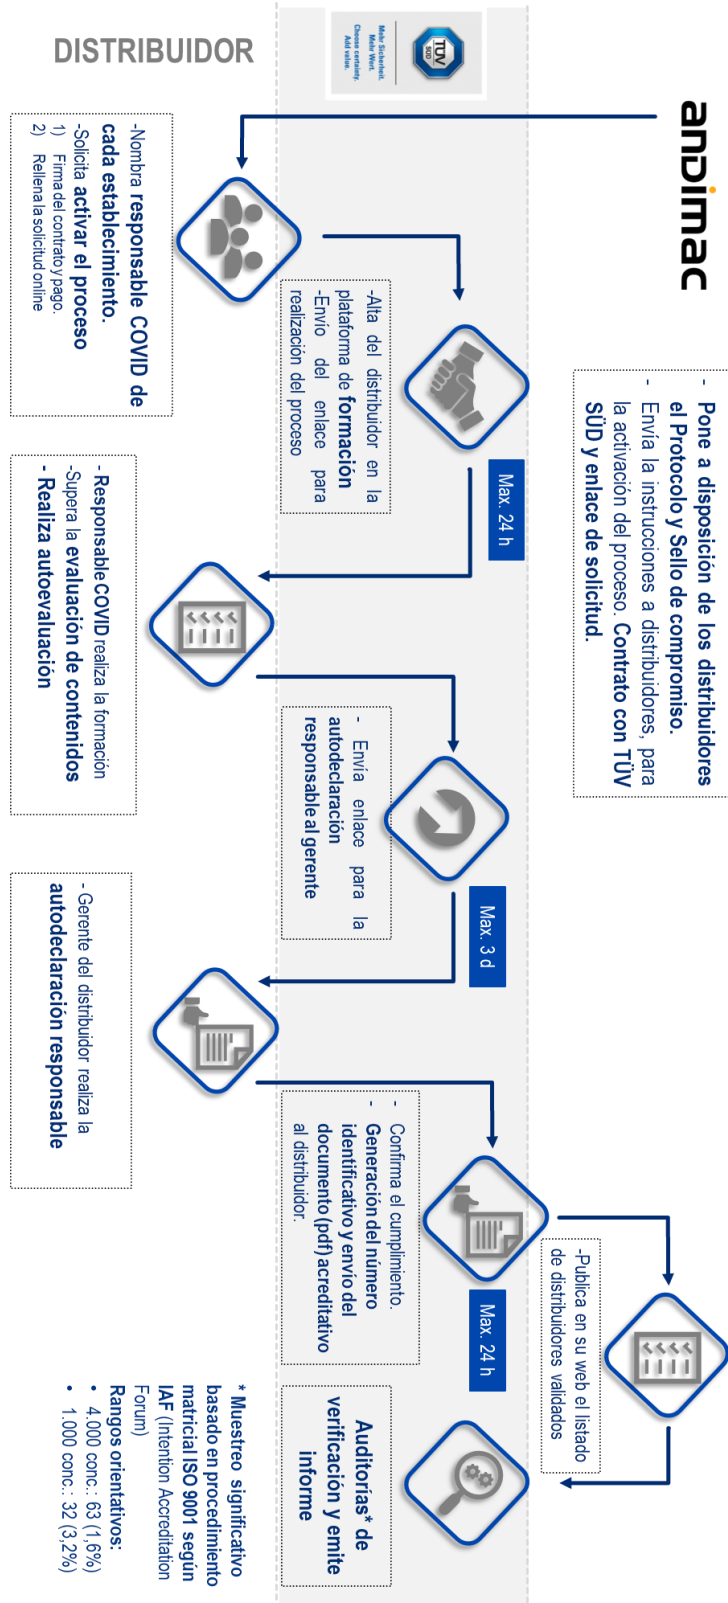 andimac
- Pone a disposición de los distribuidores
el Protocolo y Sello de compromiso.
- Envía la instrucciones a distribuidores, para
la activación del proceso. Contrato con TÜV
SÜD y enlace de solicitud.
-Publica en su web el listado
de distribuidores validados
TÜV
SÜD
Mehr Sicherheit.
Mehr Wert.
Choose certainty.
Add value.
Max. 24 h
-Alta del distribuidor en la
plataforma de formación
-Envío del enlace para
realización del proceso
Max. 3 d
- Envía enlace para la
autodeclaración
responsable al gerente
Max. 24 h
- Confirma el cumplimiento.
- Generación del número
identificativo y envío del
documento (pdf) acreditativo
al distribuidor.
Auditorías* de
verificación y emite
informe
DISTRIBUIDOR
-Nombra responsable COVID de
cada establecimiento.
-Solicita activar el proceso
1) Firma del contrato y pago.
2) Rellena la solicitud online
- Responsable COVID realiza la formación
-Supera la evaluación de contenidos
- Realiza autoevaluación
- Gerente del distribuidor realiza la
autodeclaración responsable
* Muestreo significativo
basado en procedimiento
matricial ISO 9001 según
IAF (Intention Accreditation
Forum)
Rangos orientativos:
• 4.000 conc.: 63 (1,6%)
• 1.000 conc.: 32 (3,2%)